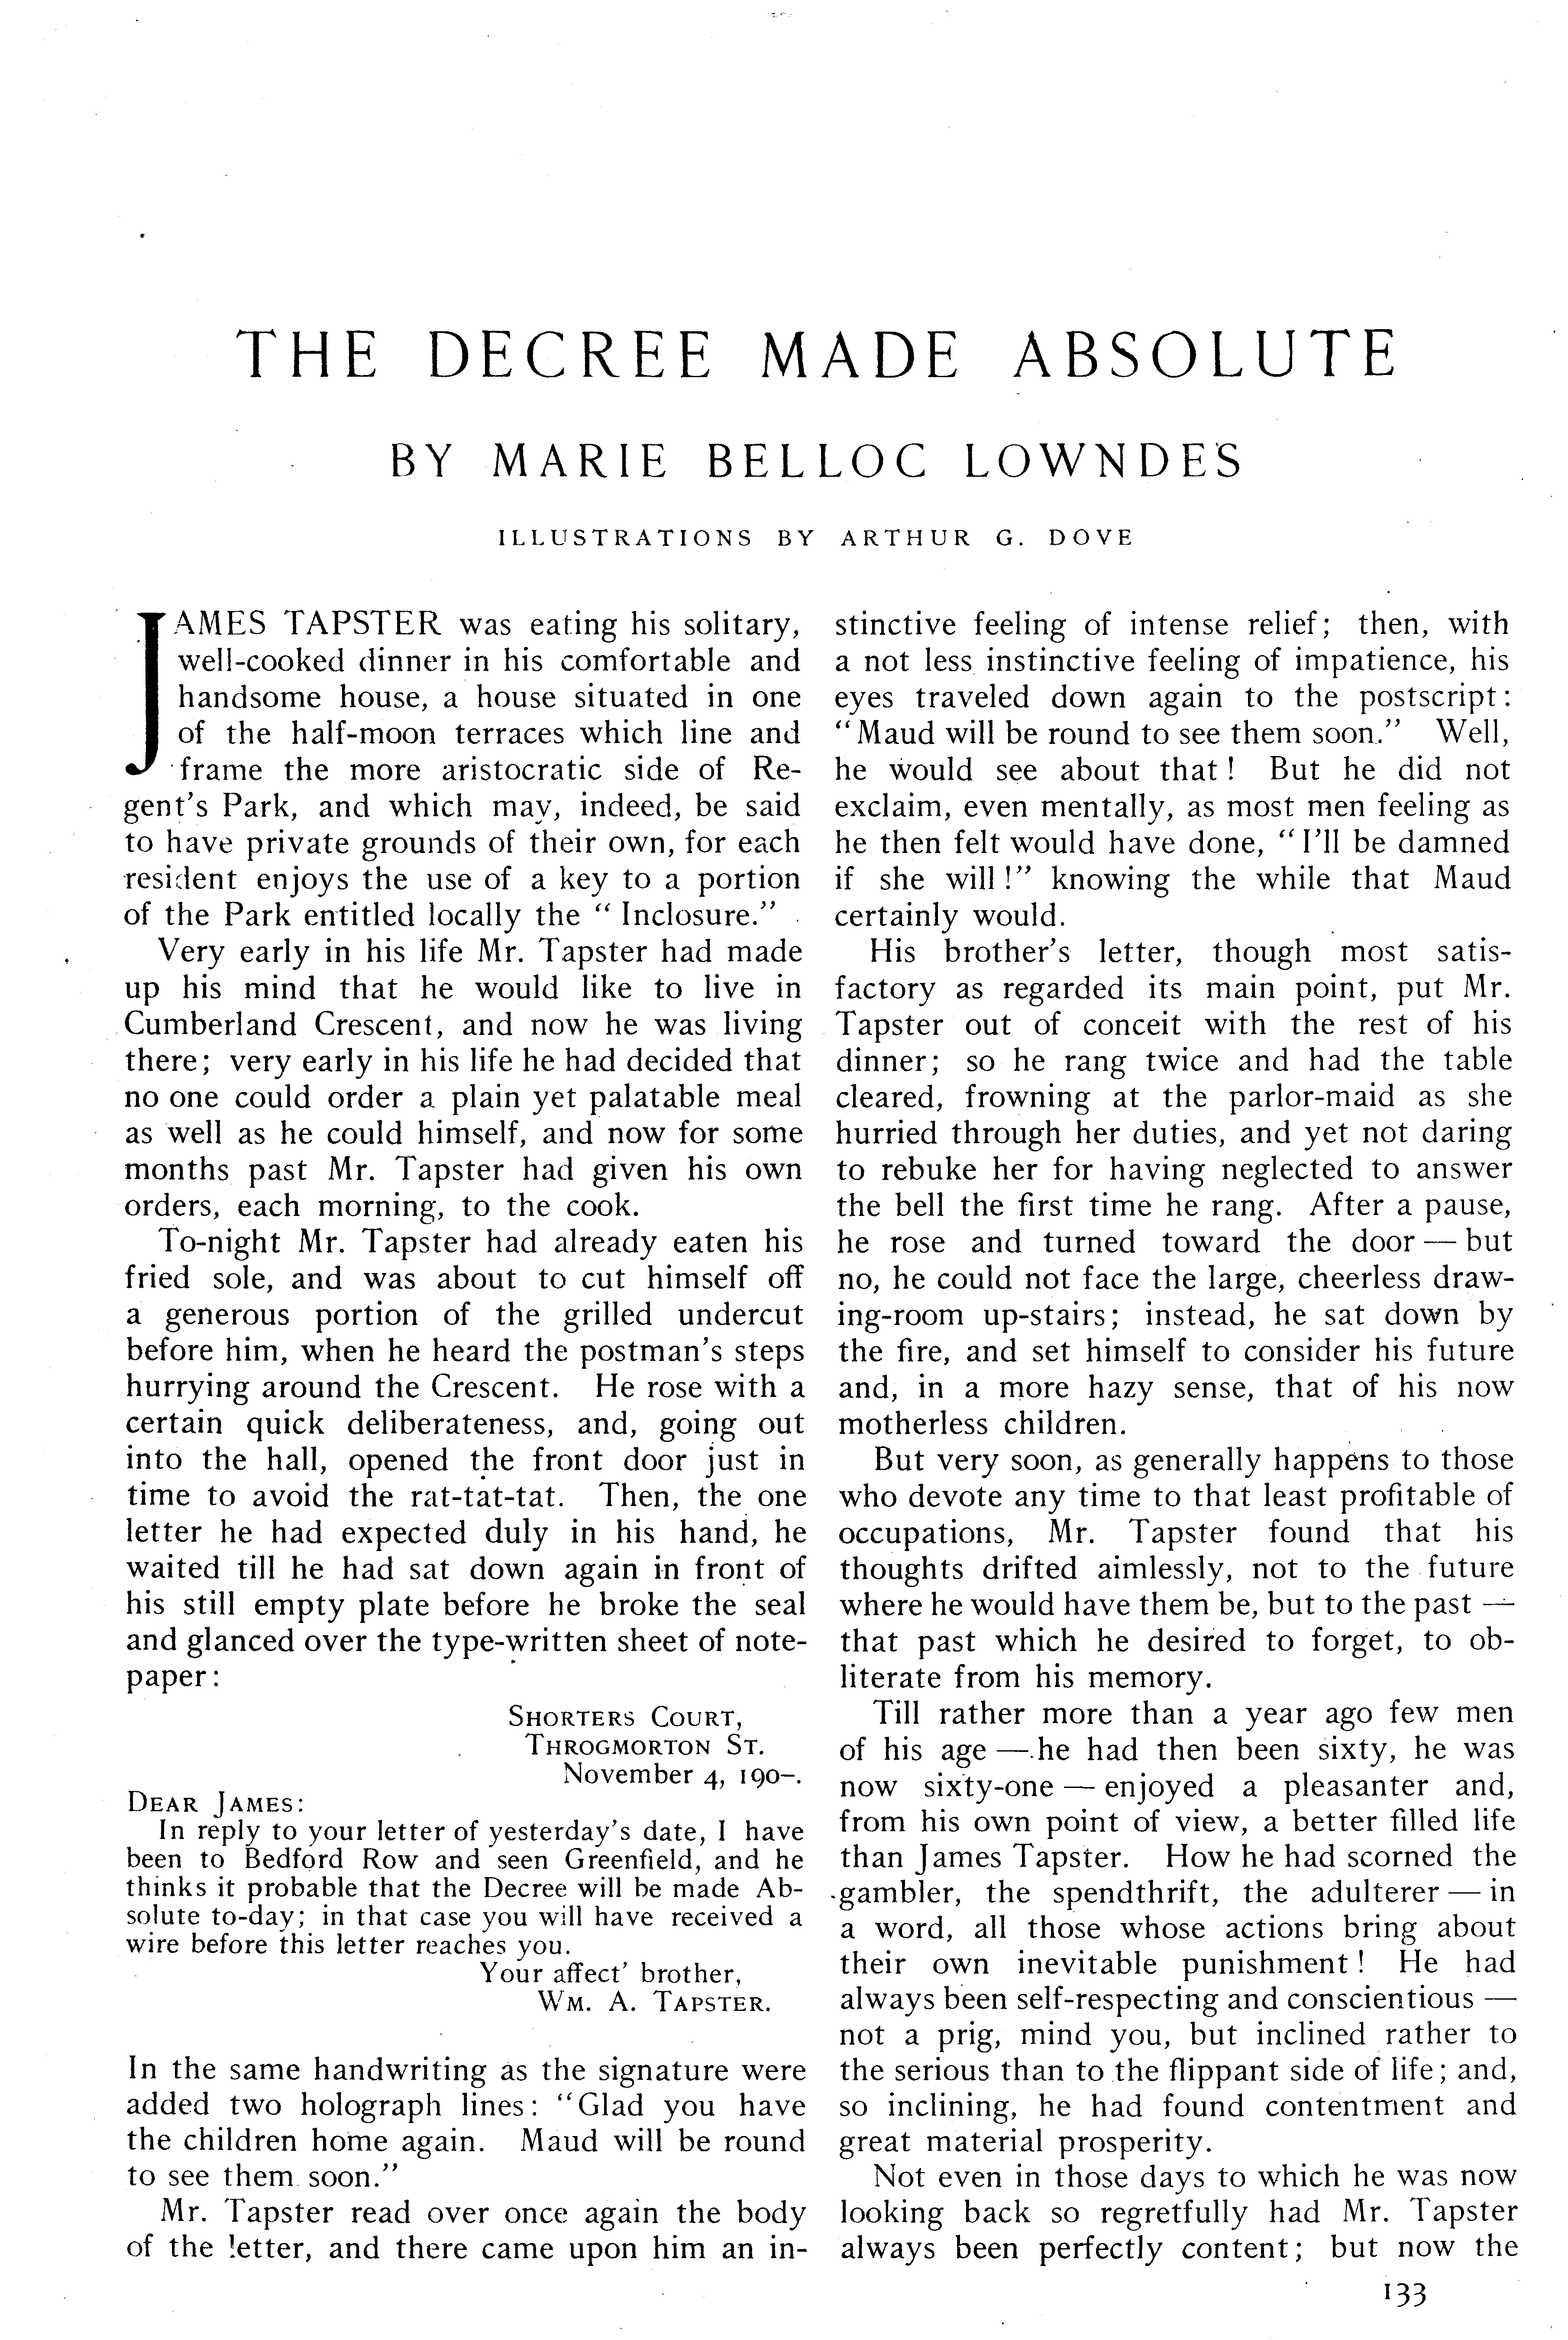 THE DECREE MADE ABSOLUTE
BY MARIE BELLOC LOWNDES
ILLUSTRATIONS BY ARTHUR G. DOVE
JAMES TAPSTER was eating his solitary,
well-cooked dinner in his comfortable and
handsome house, a house situated in one
of the half-moon terraces which line and
frame the more aristocratic side of Re-
gent's Park, and which may, indeed, be said
to have private grounds of their own, for each
resident enjoys the use of a key to a portion
of the Park entitled locally the "Inclosure."
Very early in his life Mr. Tapster had made
up his mind that he would like to live in
Cumberland Crescent, and now he was living
there; very early in his life he had decided that
no one could order a plain yet palatable meal
as well as he could himself, and now for some
months past Mr. Tapster had given his own
orders, each morning, to the cook.
To-night Mr. Tapster had already eaten his
fried sole, and was about to cut himself off
a generous portion of the grilled undercut
before him, when he heard the postman's steps
hurrying around the Crescent. He rose with a
certain quick deliberateness, and, going out
into the hall, opened the front door just in
time to avoid the rat-tat-tat. Then, the one
letter he had expected duly in his hand, he
waited till he had sat down again in front of
his still empty plate before he broke the seal
and glanced over the type-written sheet of note-
paper:
SHORTERS COURT,
THROGMORTON ST.
November 4, 190–.
DEAR JAMES:
In reply to your letter of yesterday's date, I have
been to Bedford Row and seen Greenfield, and he
thinks it probable that the Decree will be made Ab-
solute to-day; in that case you will have received a
wire before this letter reaches you.
Your affect' brother,
WM. A. TAPSTER.
In the same handwriting as the signature were
added two holograph lines: "Glad you have
the children home again. Maud will be round
to see them soon."
Mr. Tapster read over once again the body
of the letter, and there came upon him an in-
stinctive feeling of intense relief; then, with
a not less instinctive feeling of impatience, his
eyes traveled down again to the postscript:
"Maud will be round to see them soon." Well,
he would see about that! But he did not
exclaim, even mentally, as most men feeling as
he then felt would have done, "I'll be damned
if she will!" knowing the while that Maud
certainly would.
His brother's letter, though most satis-
factory as regarded its main point, put Mr.
Tapster out of conceit with the rest of his
dinner; so he rang twice and had the table
cleared, frowning at the parlor-maid as she
hurried through her duties, and yet not daring
to rebuke her for having neglected to answer
the bell the first time he rang. After a pause,
he rose and turned toward the door — but
no, he could not face the large, cheerless draw-
ing-room up-stairs; instead, he sat down by
the fire, and set himself to consider his future
and, in a more hazy sense, that of his now
motherless children.
But very soon, as generally happens to those
who devote any time to that least profitable of
occupations, Mr. Tapster found that his
thoughts drifted aimlessly, not to the future
where he would have them be, but to the past —
that past which he desired to forget, to ob-
literate from his memory.
Till rather more than a year ago few men
of his age — he had then been sixty, he was
now sixty-one — enjoyed a pleasanter and,
from his own point of view, a better filled life
than James Tapster. How he had scorned the
gambler, the spendthrift, the adulterer — in
a word, all those whose actions bring about
their own inevitable punishment! He had
always been self-respecting and conscientious —
not a prig, mind you, but inclined rather to
the serious than to the flippant side of life; and,
so inclining, he had found contentment and
great material prosperity.
Not even in those days to which he was now
looking back so regretfully had Mr. Tapster
always been perfectly content; but now the
133